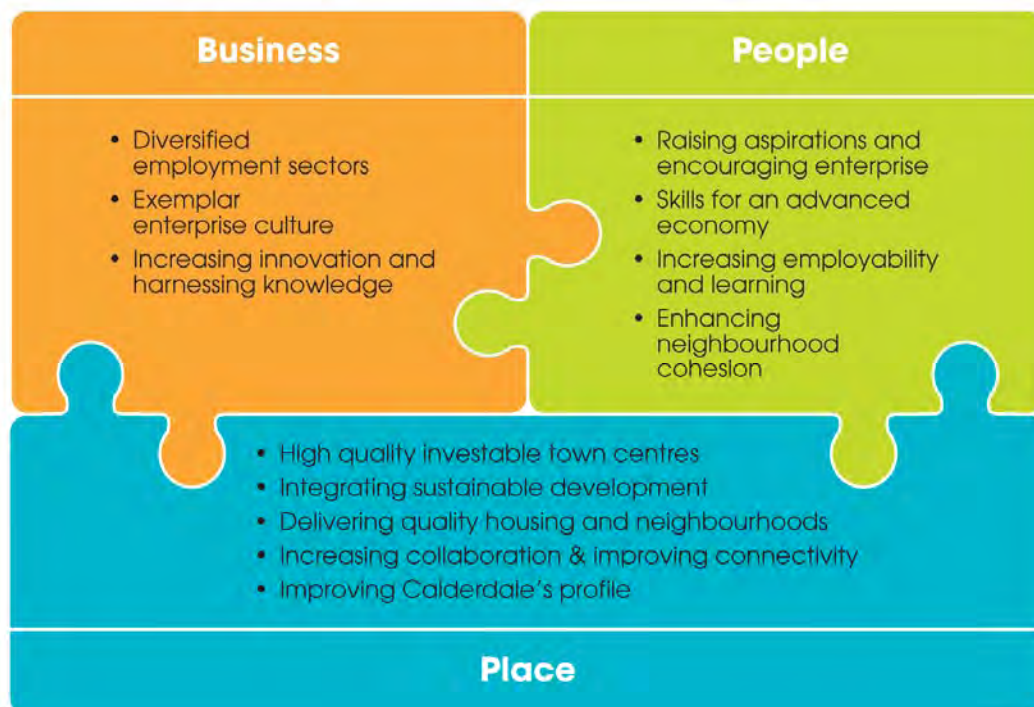 Business
• Diversified
employment sectors
• Exemplar
enterprise culture
• Increasing innovation and
harnessing knowledge
People
• Raising aspirations and
encouraging enterprise
• Skills for an advanced
economy
• Increasing employability
and learning
• Enhancing
neighbourhood
cohesion
• High quality investable town centres
• Integrating sustainable development
• Delivering quality housing and neighbourhoods
• Increasing collaboration & improving connectivity
• Improving Calderdale's profile
Place